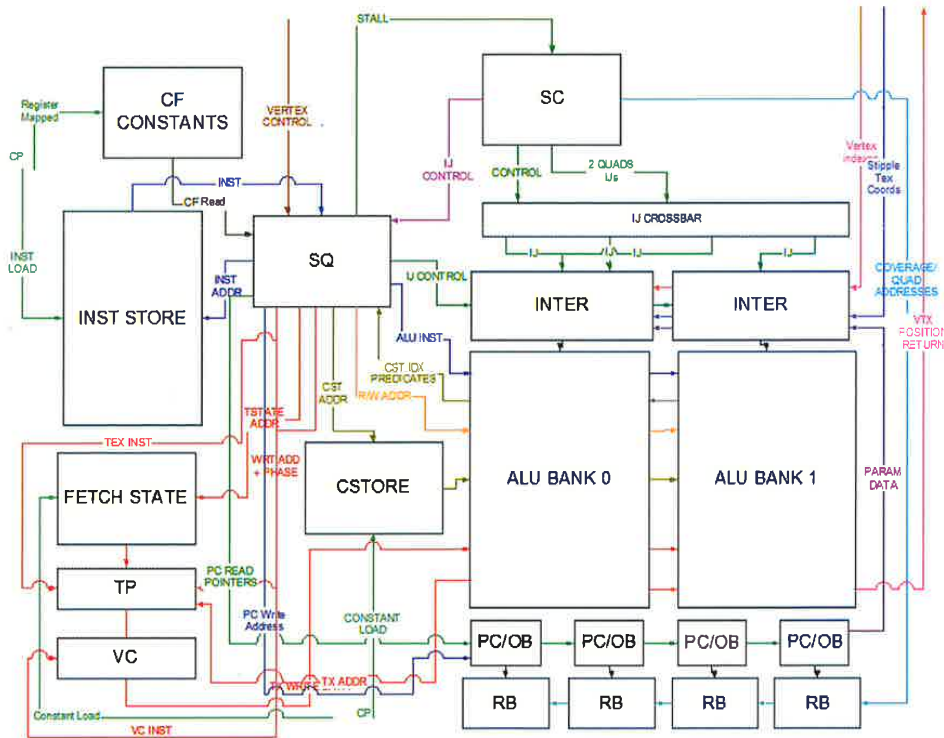 STALL
CF
CONSTANTS
Register
Mapped
CP
VERTEX
CONTROL
SC
IJ
CONTROL
CONTROL
2 QUADS
IJs
Vertex
Stipple
Tex
Coords
INST
CF Read
IJ CROSSBAR
INST
LOAD
INST STORE
INST
ADDR
SQ
IJ CONTROL
IJ
IJ
IJ
IJ
COVERAGE/
QUAD
ADDRESSES
INTER
INTER
VTX
POSITION
RETURN
ALU INST
CST
ADDR
CST IDX
PREDICATES
R/W ADDR
TSTATE
ADDR
TEX INST
WRT ADD
+ PHASE
FETCH STATE
CSTORE
ALU BANK 0
ALU BANK 1
PARAM
DATA
PC READ
POINTERS
TP
PC Write
Address
CONSTANT
LOAD
VC
PC/OB
PC/OB
PC/OB
PC/OB
TX ADDR
RB
RB
RB
RB
Constant Load
CP
VC INST